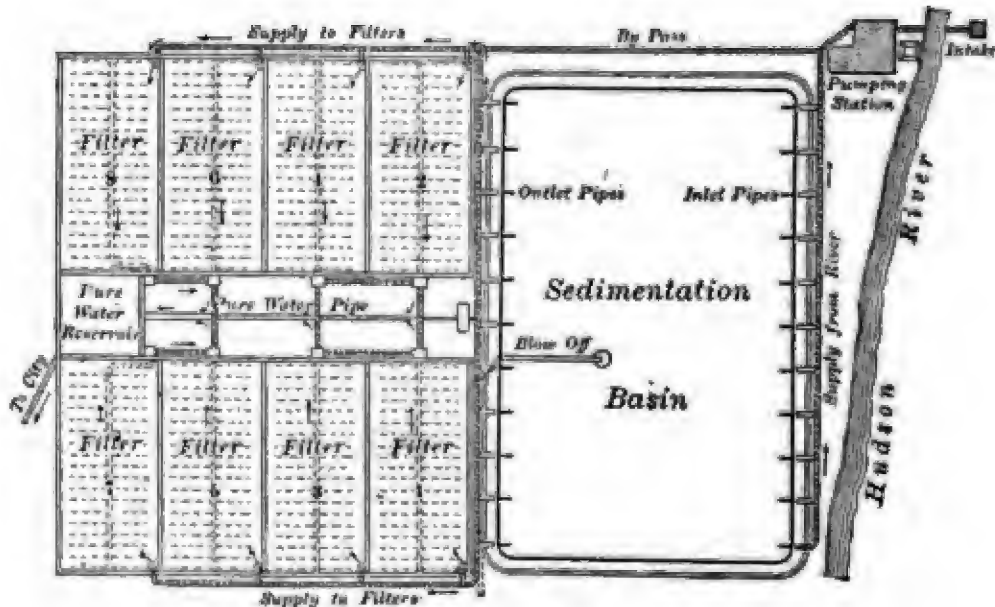 Supply to Filters
By Pass
Intake
Pumping
Station
Filter
8
Filter
6
Filter
4
Filter
2
Outlet Pipes
Inlet Pipes
River
Pure
Water
Reservoir
Pure Water Pipe
Sedimentation
Basin
Blow Off
Supply from River
Hudson
To City
Filter
7
Filter
5
Filter
3
Filter
1
Supply to Filters